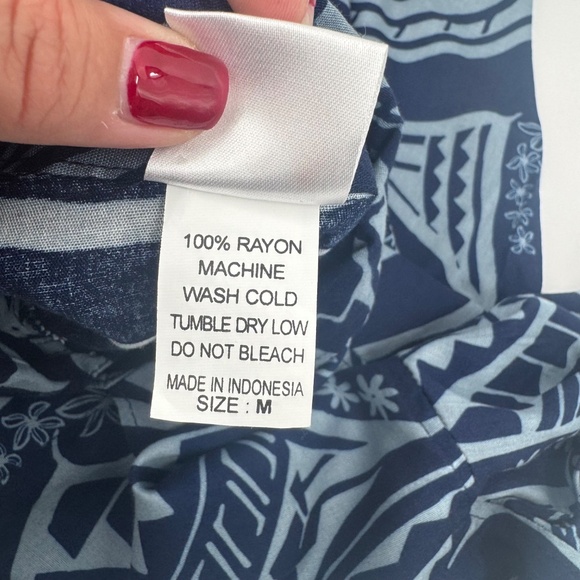 100% RAYON
MACHINE
WASH COLD
TUMBLE DRY LOW
DO NOT BLEACH
MADE IN INDONESIA
SIZE : M